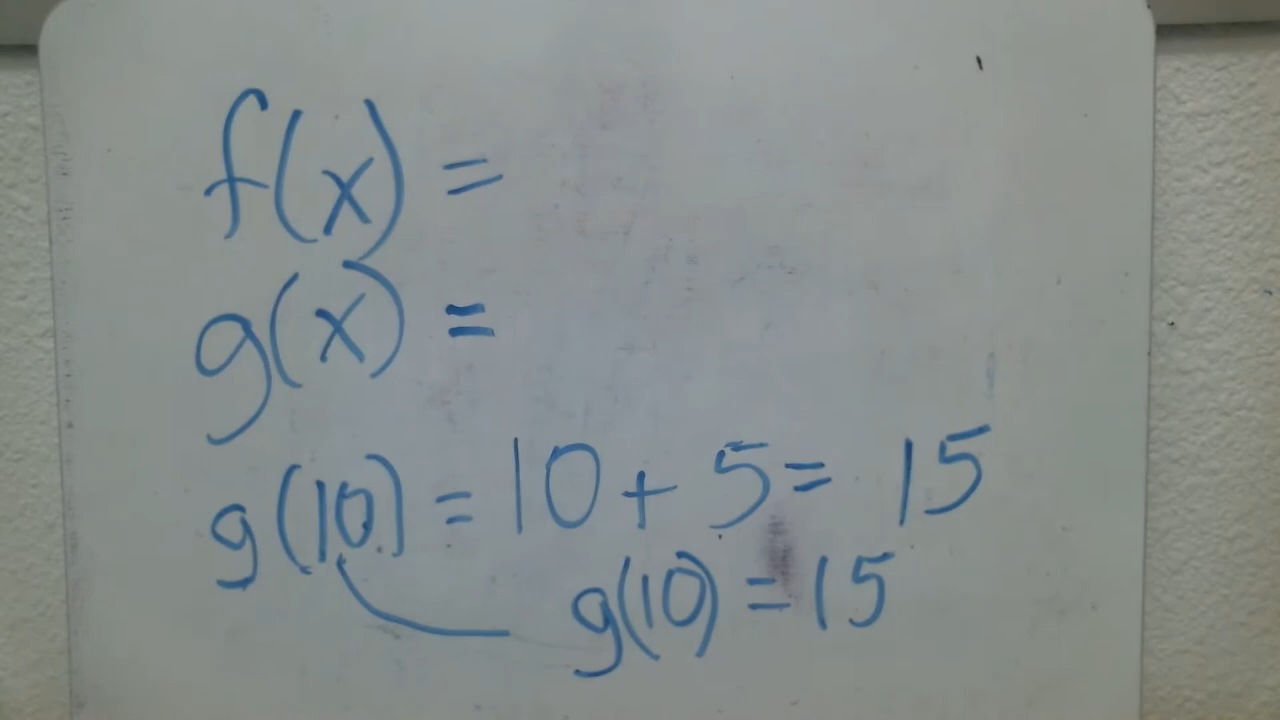 f(x) =
g(x) =
g(10) = 10 + 5 = 15
g(10) = 15